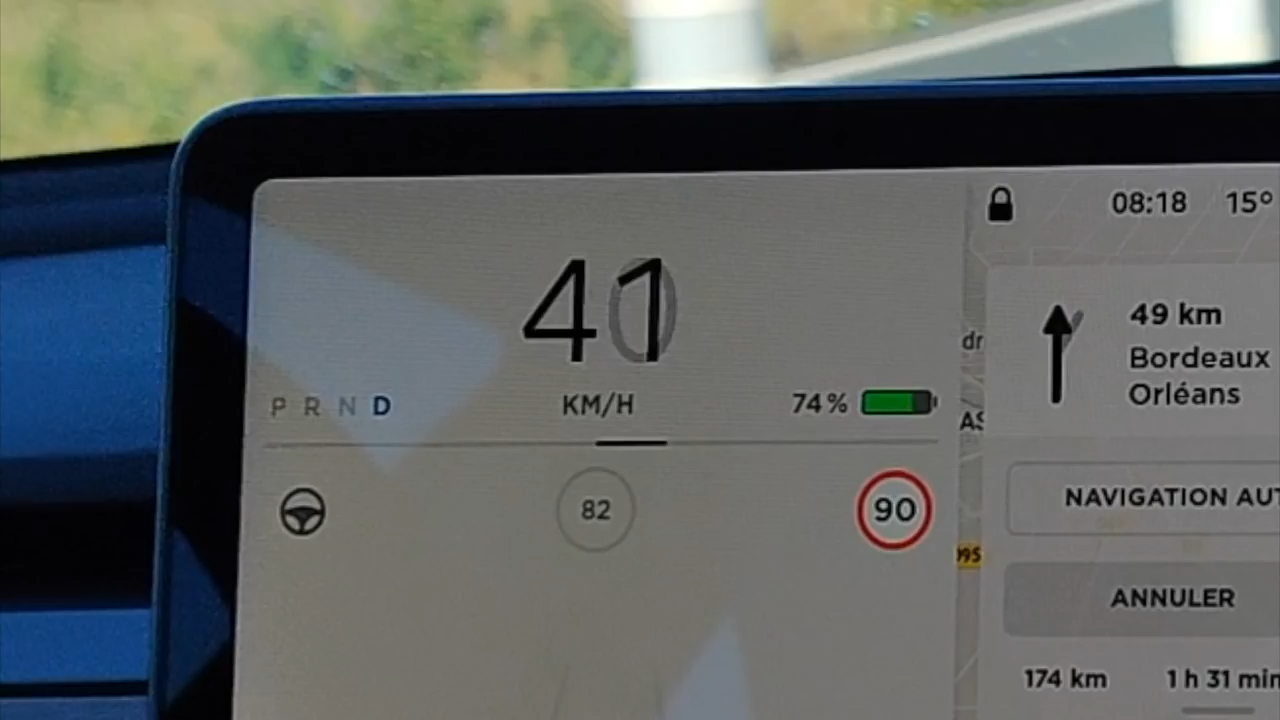 08:18 15°
41
49 km
Bordeaux
Orléans
P R N D
KM/H
74 %
82
90
NAVIGATION AUT
ANNULER
174 km 1 h 31 min